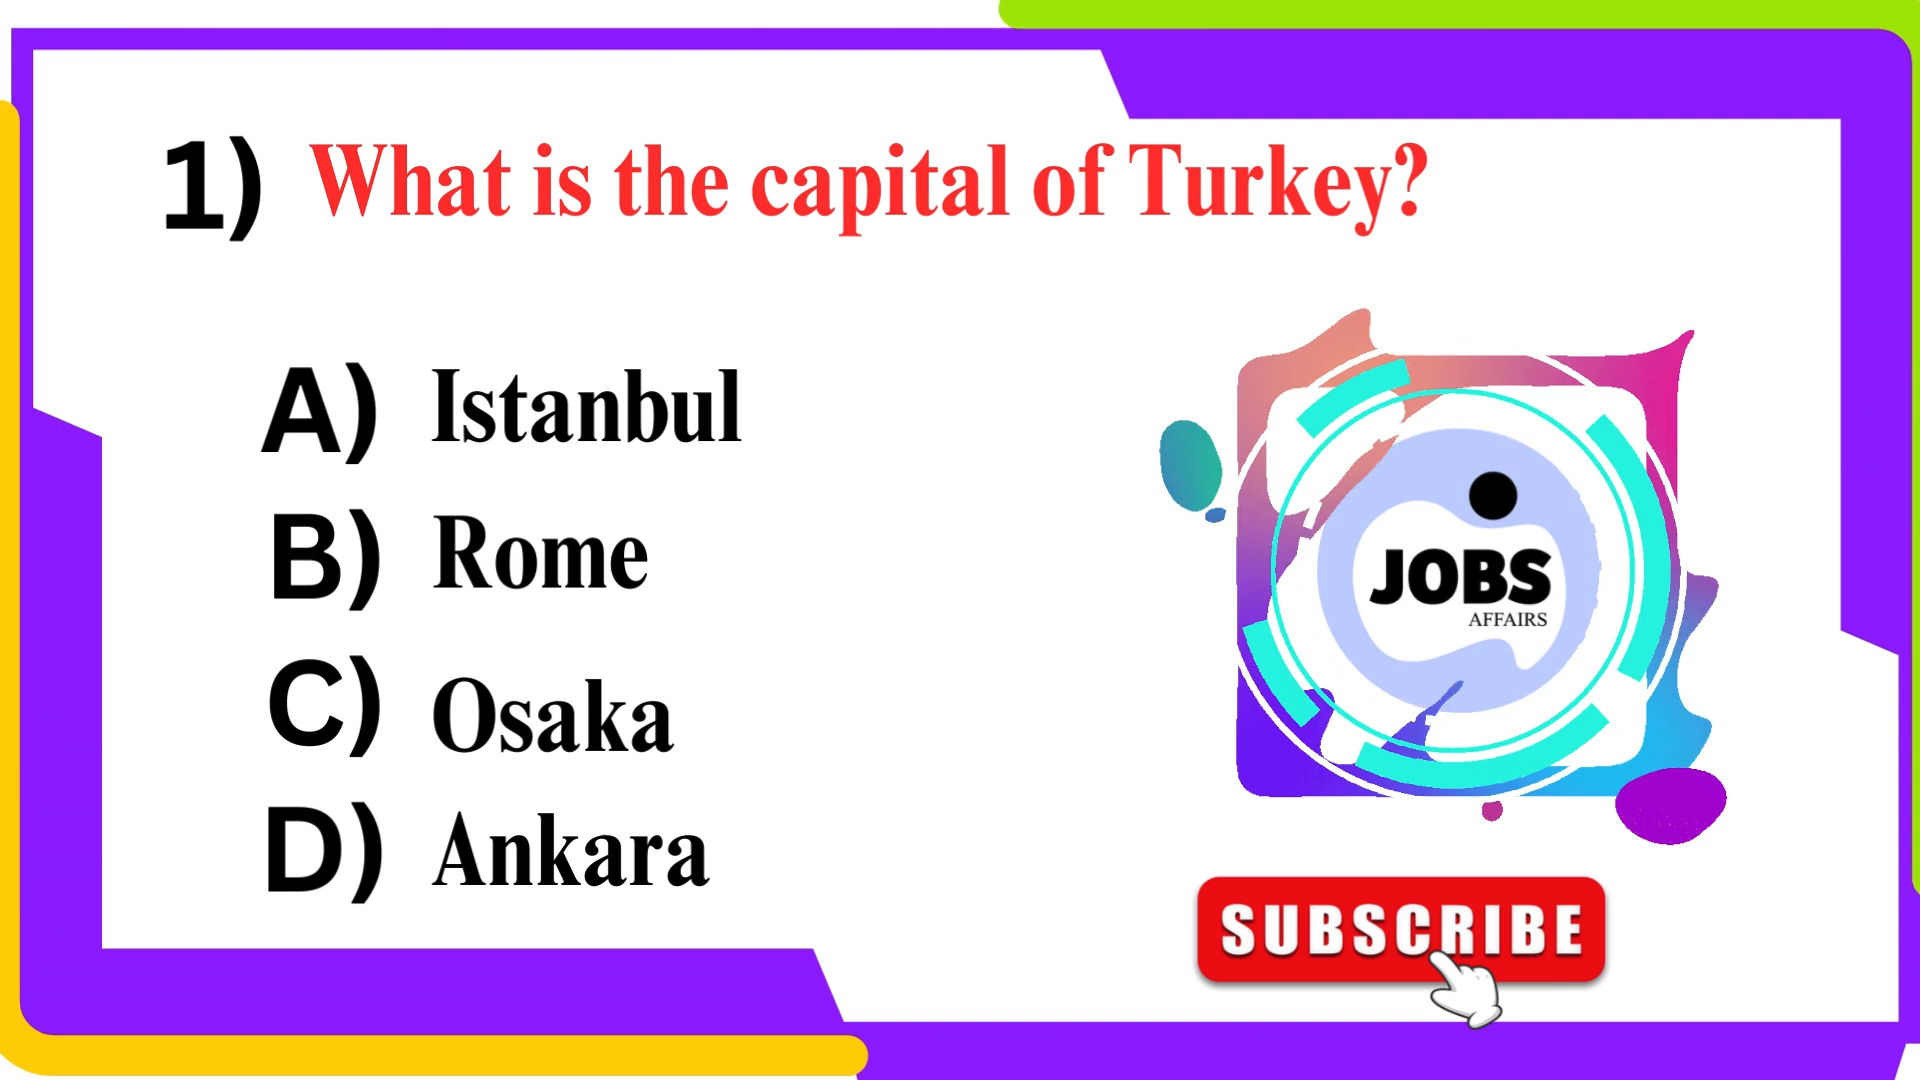 1) What is the capital of Turkey?
A) Istanbul
B) Rome
C) Osaka
D) Ankara
JOBS
AFFAIRS
SUBSCRIBE